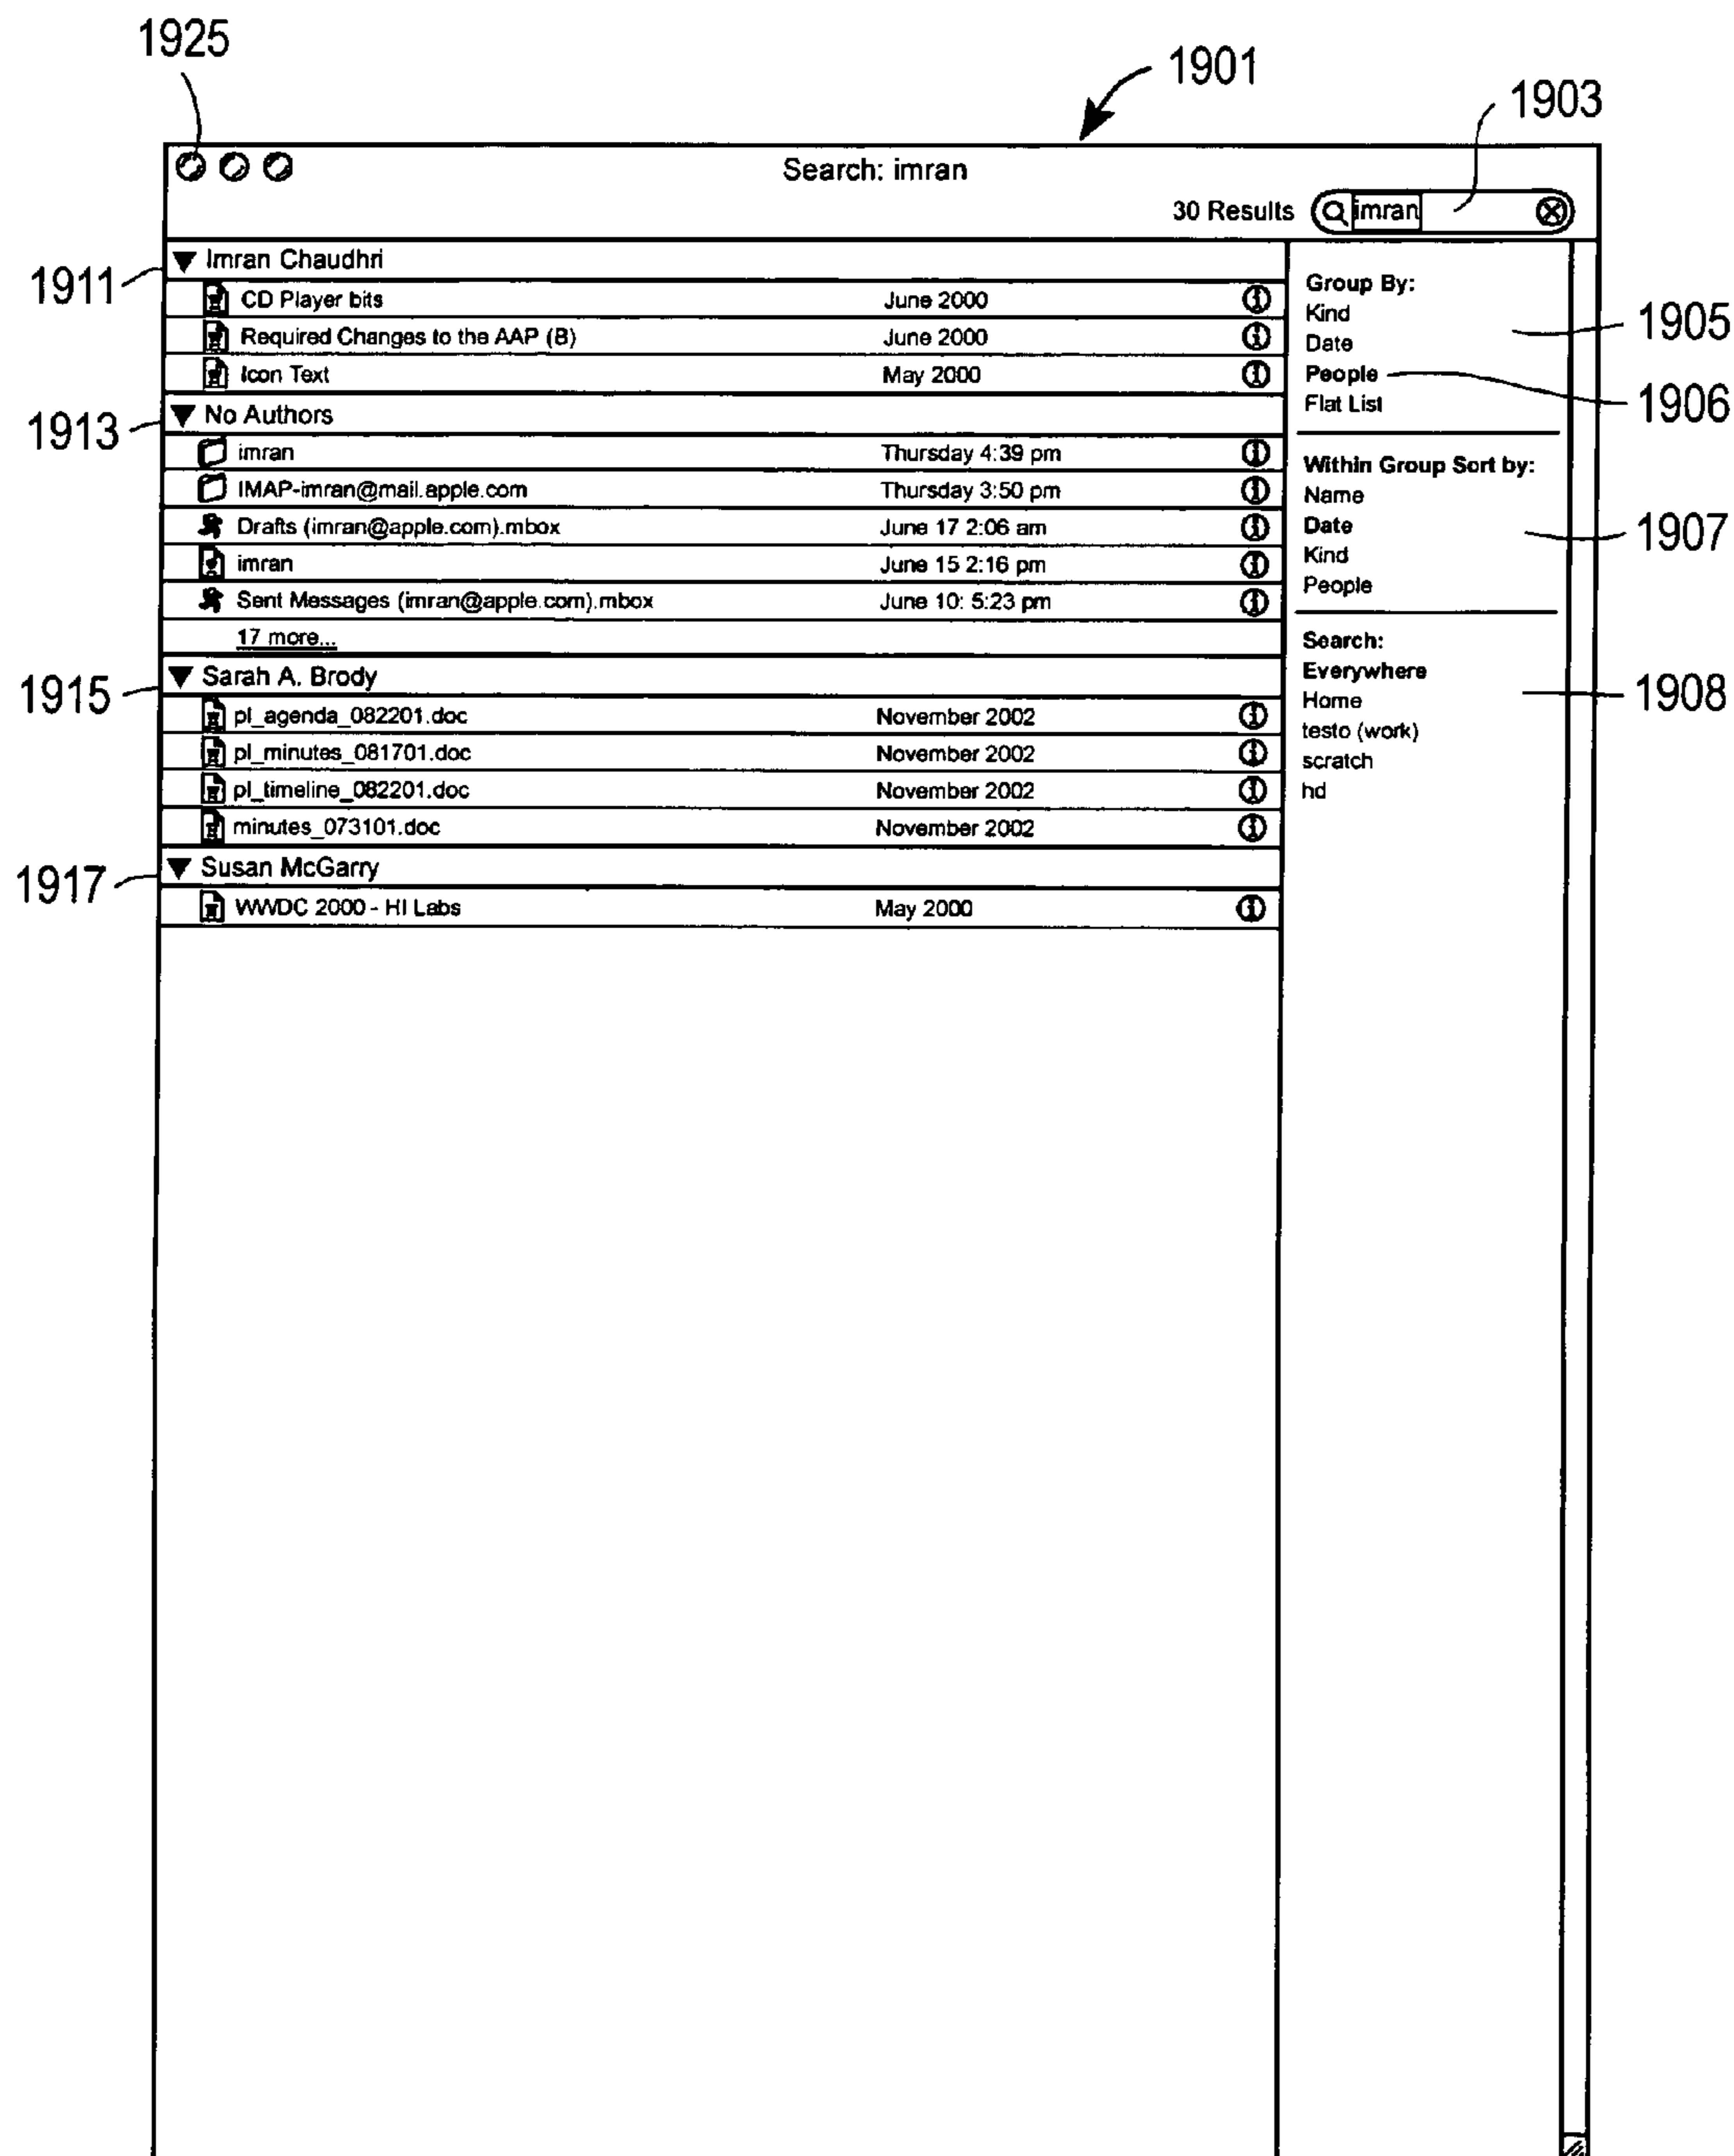 1925
1901
1903
Search: imran
30 Results imran
1911
Imran Chaudhri
CD Player bits June 2000
Required Changes to the AAP (B) June 2000
Icon Text May 2000
1913
No Authors
imran Thursday 4:39 pm
IMAP-imran@mail.apple.com Thursday 3:50 pm
Drafts (imran@apple.com).mbox June 17 2:06 am
imran June 15 2:16 pm
Sent Messages (imran@apple.com).mbox June 10: 5:23 pm
17 more...
1915
Sarah A. Brody
pl_agenda_082201.doc November 2002
pl_minutes_081701.doc November 2002
pl_timeline_082201.doc November 2002
minutes_073101.doc November 2002
1917
Susan McGarry
WWDC 2000 - HI Labs May 2000
Group By:
Kind
Date
People
Flat List
1905
1906
Within Group Sort by:
Name
Date
Kind
People
1907
Search:
Everywhere
Home
testo (work)
scratch
hd
1908